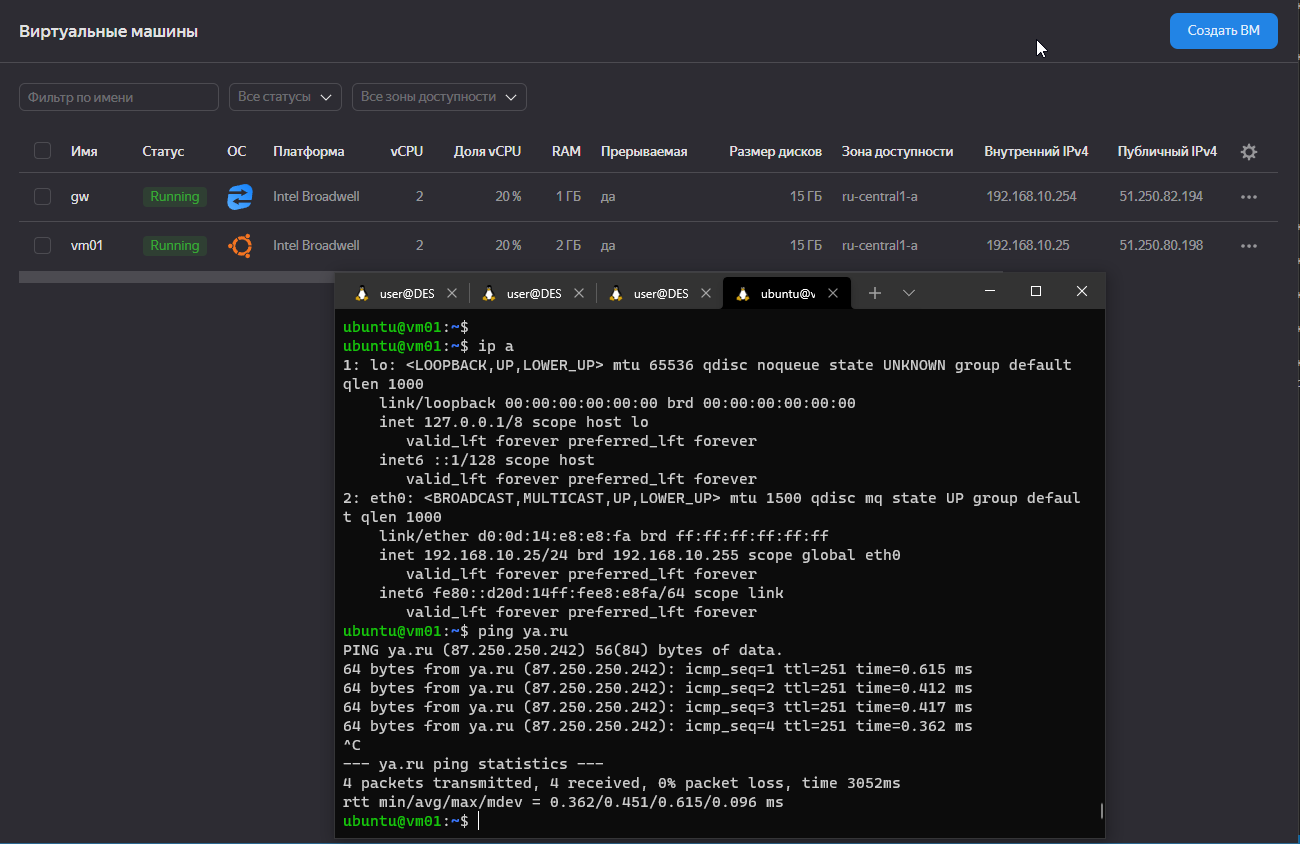 Виртуальные машины
Создать ВМ
Фильтр по имени
Все статусы
Все зоны доступности
Имя Статус ОС Платформа vCPU Доля vCPU RAM Прерываемая Размер дисков Зона доступности Внутренний IPv4 Публичный IPv4
gw Running Intel Broadwell 2 20 % 1 ГБ да 15 ГБ ru-central1-a 192.168.10.254 51.250.82.194
vm01 Running Intel Broadwell 2 20 % 2 ГБ да 15 ГБ ru-central1-a 192.168.10.25 51.250.80.198
user@DES user@DES user@DES ubuntu@v
ubuntu@vm01:~$
ubuntu@vm01:~$ ip a
1: lo: <LOOPBACK,UP,LOWER_UP> mtu 65536 qdisc noqueue state UNKNOWN group default
qlen 1000
link/loopback 00:00:00:00:00:00 brd 00:00:00:00:00:00
inet 127.0.0.1/8 scope host lo
valid_lft forever preferred_lft forever
inet6 ::1/128 scope host
valid_lft forever preferred_lft forever
2: eth0: <BROADCAST,MULTICAST,UP,LOWER_UP> mtu 1500 qdisc mq state UP group defaul
t qlen 1000
link/ether d0:0d:14:e8:e8:fa brd ff:ff:ff:ff:ff:ff
inet 192.168.10.25/24 brd 192.168.10.255 scope global eth0
valid_lft forever preferred_lft forever
inet6 fe80::d20d:14ff:fee8:e8fa/64 scope link
valid_lft forever preferred_lft forever
ubuntu@vm01:~$ ping ya.ru
PING ya.ru (87.250.250.242) 56(84) bytes of data.
64 bytes from ya.ru (87.250.250.242): icmp_seq=1 ttl=251 time=0.615 ms
64 bytes from ya.ru (87.250.250.242): icmp_seq=2 ttl=251 time=0.412 ms
64 bytes from ya.ru (87.250.250.242): icmp_seq=3 ttl=251 time=0.417 ms
64 bytes from ya.ru (87.250.250.242): icmp_seq=4 ttl=251 time=0.362 ms
^C
--- ya.ru ping statistics ---
4 packets transmitted, 4 received, 0% packet loss, time 3052ms
rtt min/avg/max/mdev = 0.362/0.451/0.615/0.096 ms
ubuntu@vm01:~$